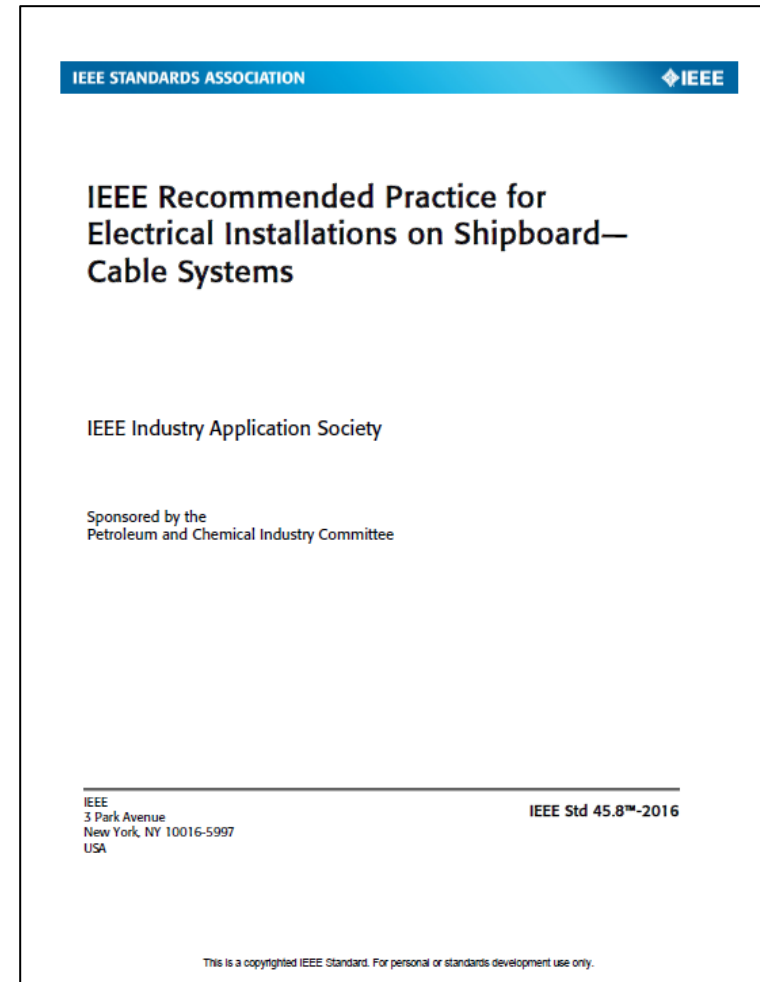 IEEE STANDARDS ASSOCIATION
IEEE
IEEE Recommended Practice for
Electrical Installations on Shipboard—
Cable Systems
IEEE Industry Application Society
Sponsored by the
Petroleum and Chemical Industry Committee
IEEE
3 Park Avenue
New York, NY 10016-5997
USA
IEEE Std 45.8™-2016
This is a copyrighted IEEE Standard. For personal or standards development use only.